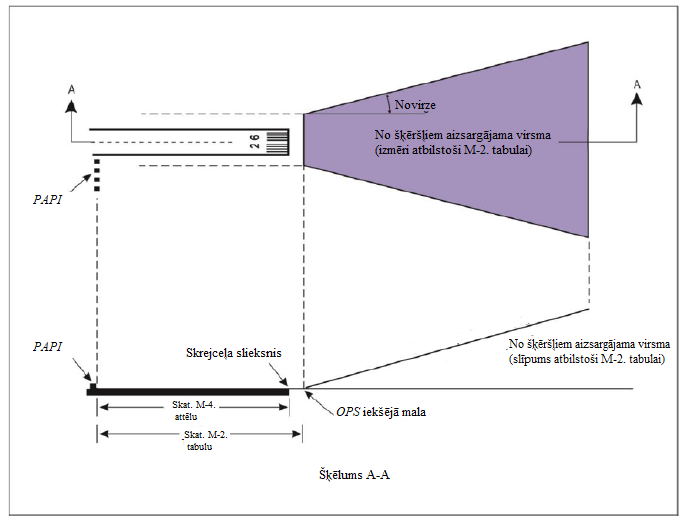 A
A
Novirze
No šķēršļiem aizsargājama virsma
(izmēri atbilstoši M-2. tabulai)
26
PAPI
PAPI
Skrejceļa slieksnis
No šķēršļiem aizsargājama virsma
(slīpums atbilstoši M-2. tabulai)
Skat. M-4.
attēlu
OPS iekšējā mala
Skat. M-2.
tabulu
Šķēlums A-A